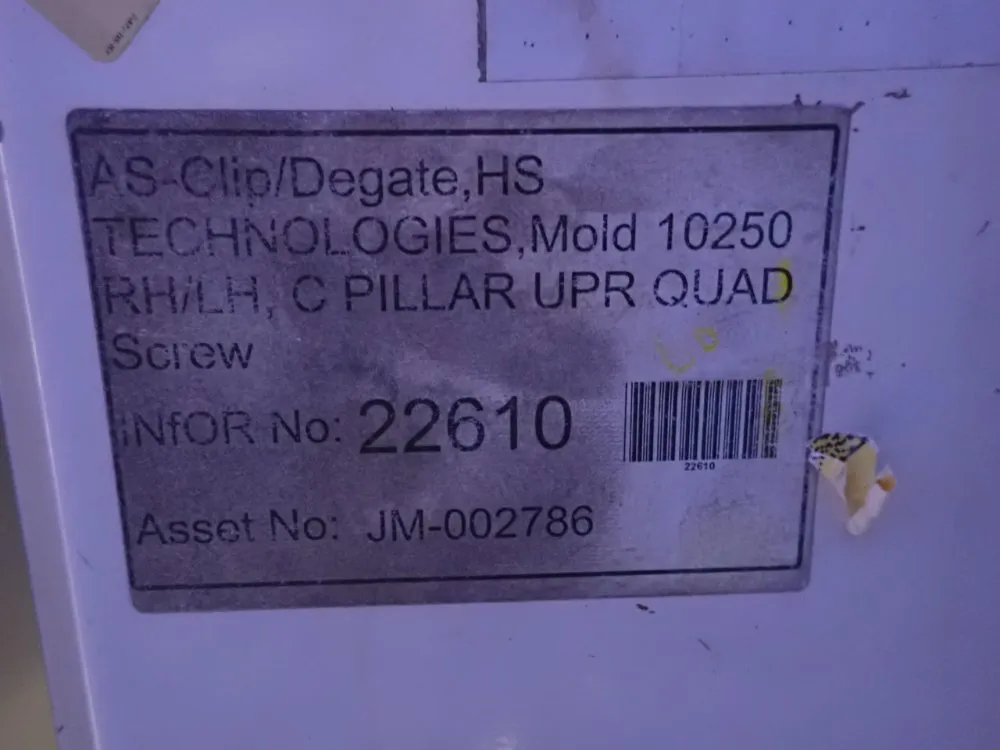 AS-Clip/Degate,HS
TECHNOLOGIES,Mold 10250
RH/LH, C PILLAR UPR QUAD
Screw
INfOR No: 22610
22610
Asset No: JM-002786